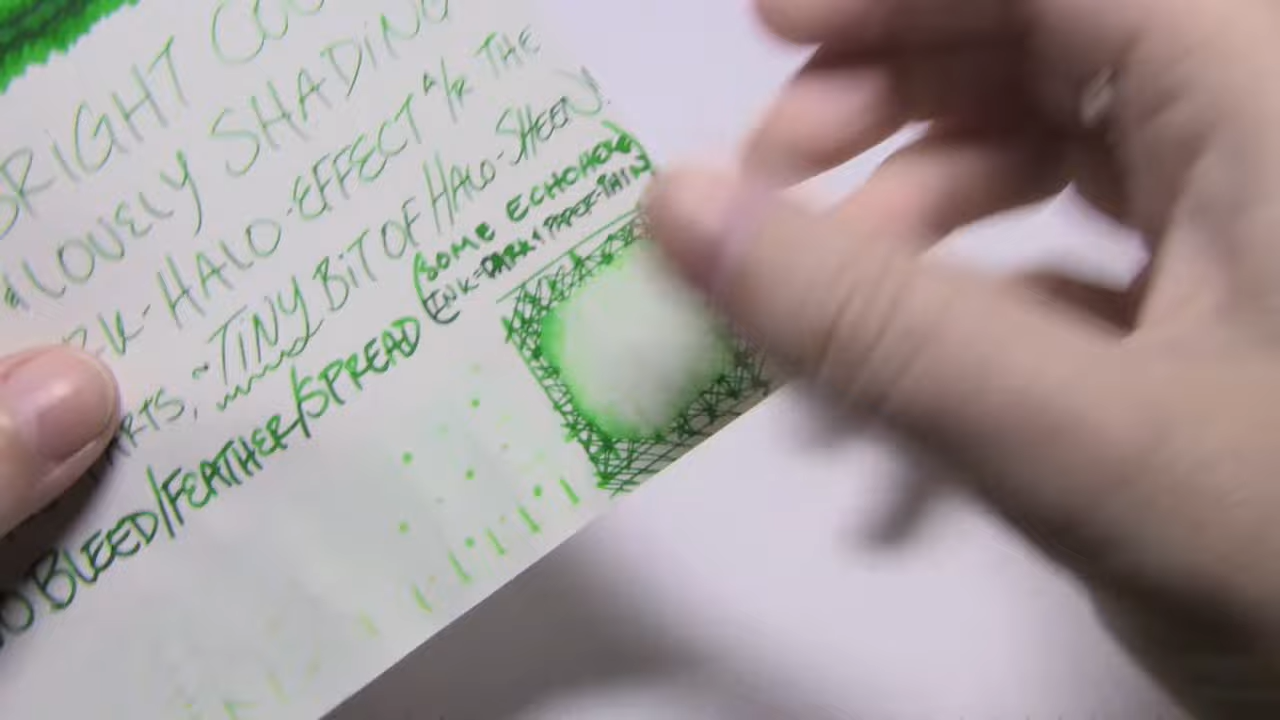 BRIGHT
& LOVELY SHADING
-HALO-EFFECT A/R THE
~TINY BIT OF HALO-SHEEN!
(SOME ECHOHERE)
(INK=DARK & PAPER=THIN)
BLEED/FEATHER/SPREAD